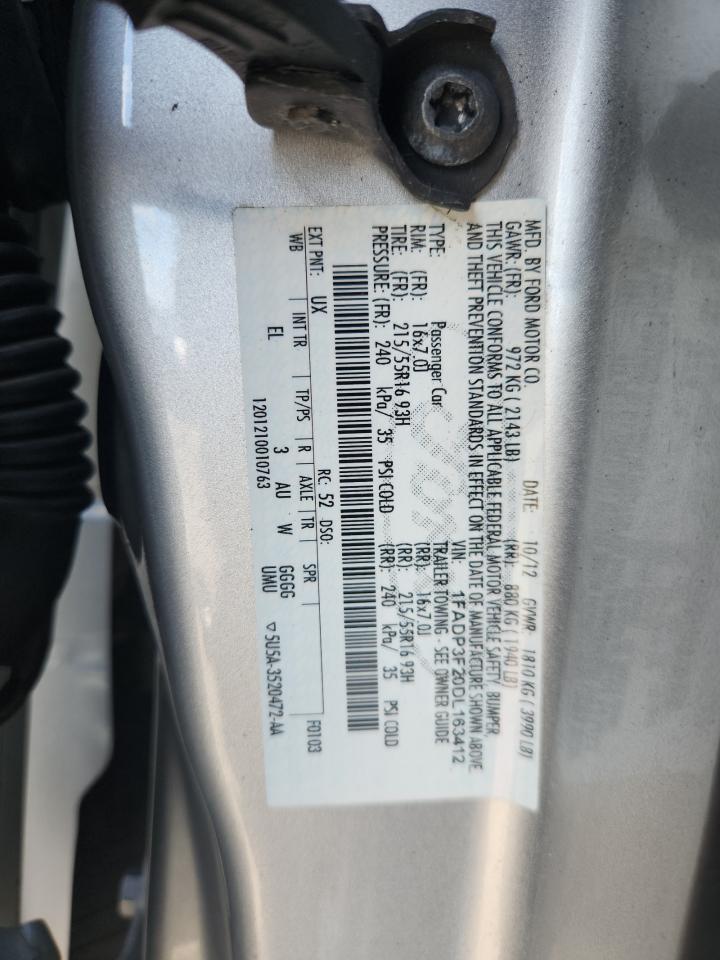 MFD. BY FORD MOTOR CO.
DATE: 10/12 GVWR: 1810 KG ( 3990 LB)
GAWR: (FR): 972 KG ( 2143 LB) (RR): 880 KG ( 1940 LB)
THIS VEHICLE CONFORMS TO ALL APPLICABLE FEDERAL MOTOR VEHICLE SAFETY, BUMPER
AND THEFT PREVENTION STANDARDS IN EFFECT ON THE DATE OF MANUFACTURE SHOWN ABOVE
VIN: 1FADP3F20DL163412
TYPE: Passenger Car TRAILER TOWING - SEE OWNER GUIDE
RIM: (FR): 16x7.0J (RR): 16x7.0J
TIRE: (FR): 215/55R16 93H (RR): 215/55R16 93H
PRESSURE: (FR): 240 kPa/ 35 PSI COLD (RR): 240 kPa/ 35 PSI COLD
EXT PNT: UX RC: 52 DSO: F0103
WB INT TR TP/PS R AXLE TR SPR
EL 3 AU W GGGG
1201210010763 UMU ▽5U5A-3520472-AA